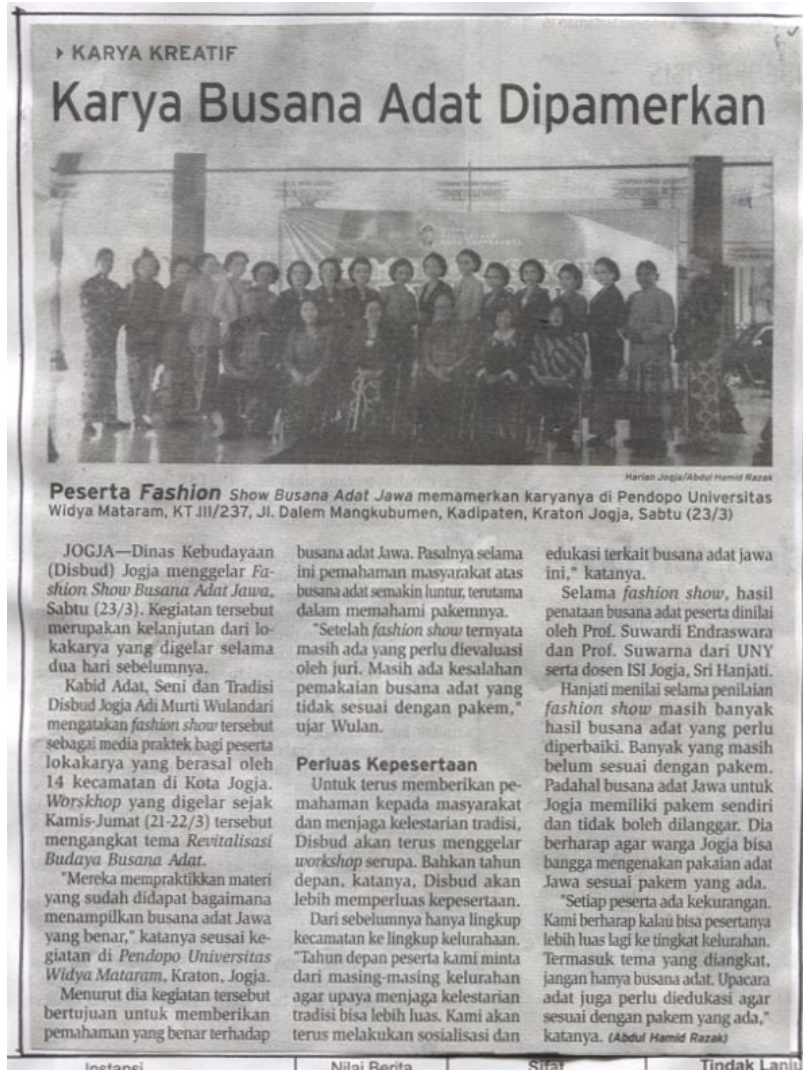 KARYA KREATIF
Karya Busana Adat Dipamerkan
Harian Jogja/Abdul Hamid Razak
Peserta Fashion Show Busana Adat Jawa memamerkan karyanya di Pendopo Universitas
Widya Mataram, KT.III/237, Jl. Dalem Mangkubumen, Kadipaten, Kraton Jogja, Sabtu (23/3)
JOGJA—Dinas Kebudayaan
(Disbud) Jogja menggelar Fa-
shion Show Busana Adat Jawa,
Sabtu (23/3). Kegiatan tersebut
merupakan kelanjutan dari lo-
kakarya yang digelar selama
dua hari sebelumnya.
Kabid Adat, Seni dan Tradisi
Disbud Jogja Adi Murti Wulandari
mengatakan fashion show tersebut
sebagai media praktek bagi peserta
lokakarya yang berasal oleh
14 kecamatan di Kota Jogja.
Worskhop yang digelar sejak
Kamis-Jumat (21-22/3) tersebut
mengangkat tema Revitalisasi
Budaya Busana Adat.
"Mereka mempraktikkan materi
yang sudah didapat bagaimana
menampilkan busana adat Jawa
yang benar," katanya seusai ke-
giatan di Pendopo Universitas
Widya Mataram, Kraton, Jogja.
Menurut dia kegiatan tersebut
bertujuan untuk memberikan
pemahaman yang benar terhadap
busana adat Jawa. Pasalnya selama
ini pemahaman masyarakat atas
busana adat semakin luntur, terutama
dalam memahami pakemnya.
"Setelah fashion show ternyata
masih ada yang perlu dievaluasi
oleh juri. Masih ada kesalahan
pemakaian busana adat yang
tidak sesuai dengan pakem,"
ujar Wulan.
Perluas Kepesertaan
Untuk terus memberikan pe-
mahaman kepada masyarakat
dan menjaga kelestarian tradisi,
Disbud akan terus menggelar
workshop serupa. Bahkan tahun
depan, katanya, Disbud akan
lebih memperluas kepesertaan.
Dari sebelumnya hanya lingkup
kecamatan ke lingkup kelurahaan.
"Tahun depan peserta kami minta
dari masing-masing kelurahan
agar upaya menjaga kelestarian
tradisi bisa lebih luas. Kami akan
terus melakukan sosialisasi dan
edukasi terkait busana adat jawa
ini," katanya.
Selama fashion show, hasil
penataan busana adat peserta dinilai
oleh Prof. Suwardi Endraswara
dan Prof. Suwarna dari UNY
serta dosen ISI Jogja, Sri Hanjati.
Hanjati menilai selama penilaian
fashion show masih banyak
hasil busana adat yang perlu
diperbaiki. Banyak yang masih
belum sesuai dengan pakem.
Padahal busana adat Jawa untuk
Jogja memiliki pakem sendiri
dan tidak boleh dilanggar. Dia
berharap agar warga Jogja bisa
bangga mengenakan pakaian adat
Jawa sesuai pakem yang ada.
"Setiap peserta ada kekurangan.
Kami berharap kalau bisa pesertanya
lebih luas lagi ke tingkat kelurahan.
Termasuk tema yang diangkat,
jangan hanya busana adat. Upacara
adat juga perlu diedukasi agar
sesuai dengan pakem yang ada,"
katanya. (Abdul Hamid Razak)
Instansi Nilai Berita Sifat Tindak Lanju